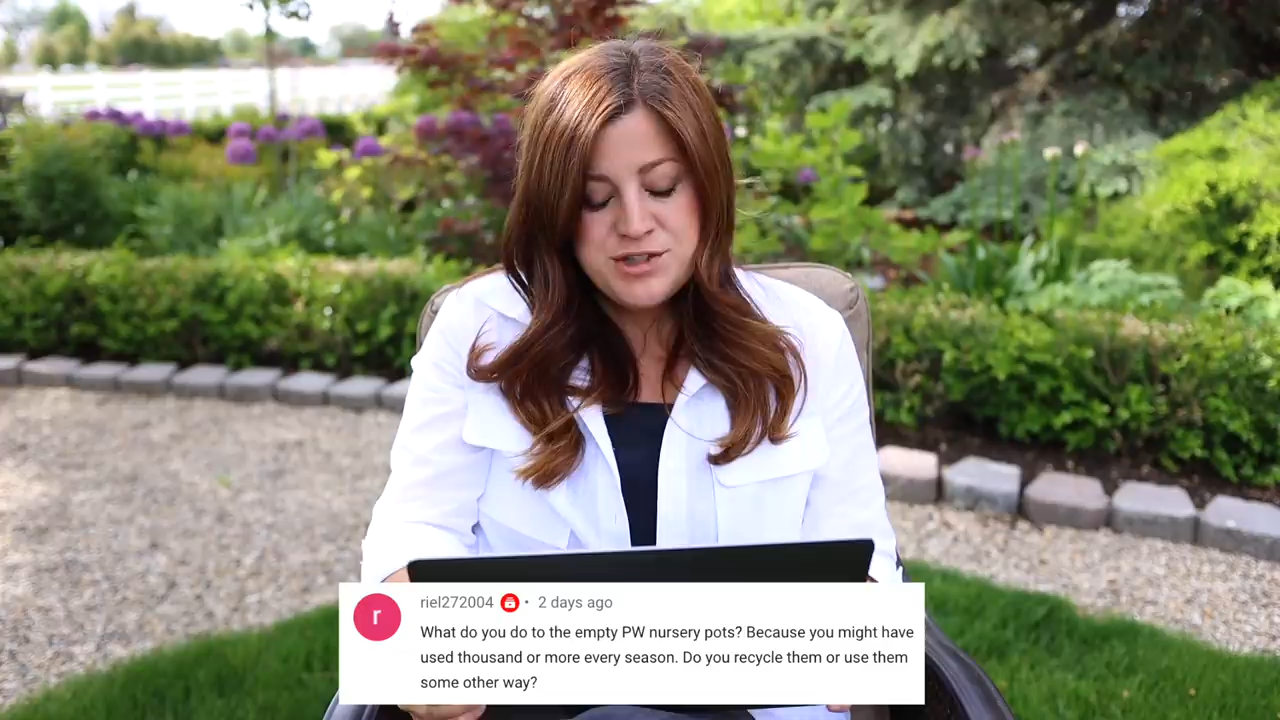 r
riel272004 • 2 days ago
What do you do to the empty PW nursery pots? Because you might have
used thousand or more every season. Do you recycle them or use them
some other way?